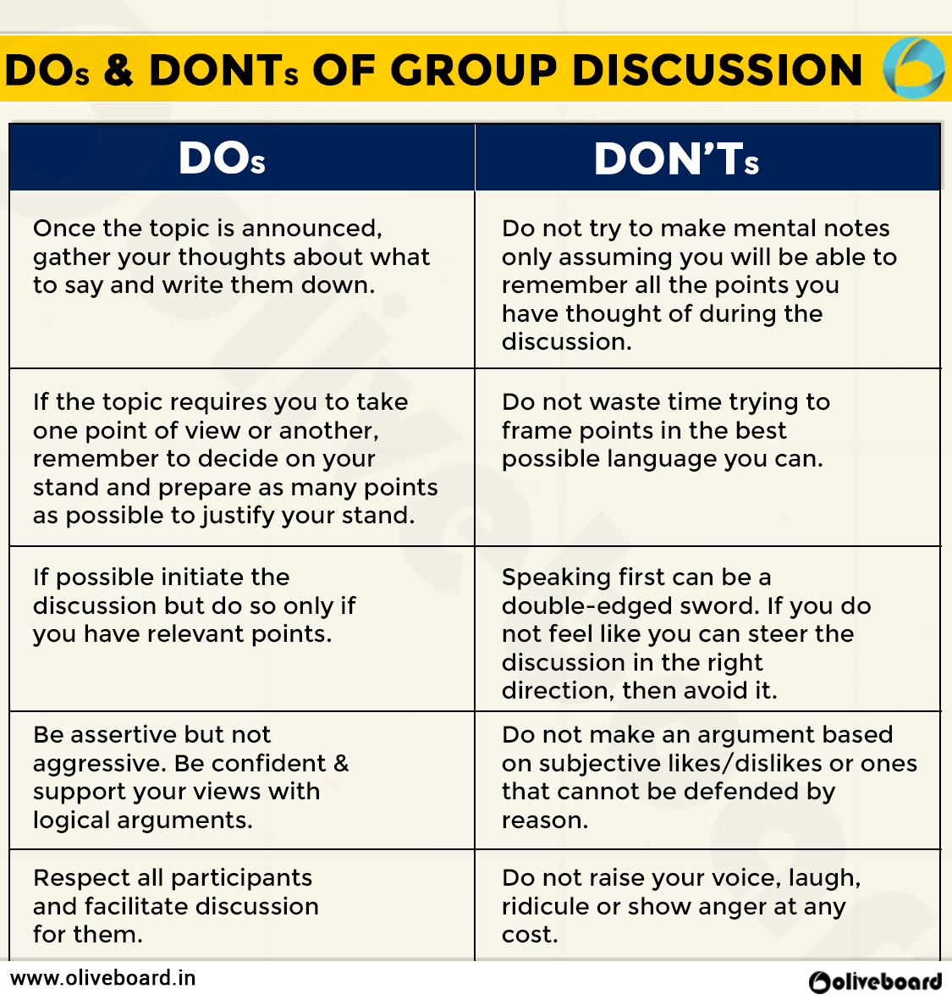 DOs & DONTs OF GROUP DISCUSSION
DOs
DON'Ts
Once the topic is announced,
gather your thoughts about what
to say and write them down.
Do not try to make mental notes
only assuming you will be able to
remember all the points you
have thought of during the
discussion.
If the topic requires you to take
one point of view or another,
remember to decide on your
stand and prepare as many points
as possible to justify your stand.
Do not waste time trying to
frame points in the best
possible language you can.
If possible initiate the
discussion but do so only if
you have relevant points.
Speaking first can be a
double-edged sword. If you do
not feel like you can steer the
discussion in the right
direction, then avoid it.
Be assertive but not
aggressive. Be confident &
support your views with
logical arguments.
Do not make an argument based
on subjective likes/dislikes or ones
that cannot be defended by
reason.
Respect all participants
and facilitate discussion
for them.
Do not raise your voice, laugh,
ridicule or show anger at any
cost.
www.oliveboard.in
oliveboard
Oliveboard